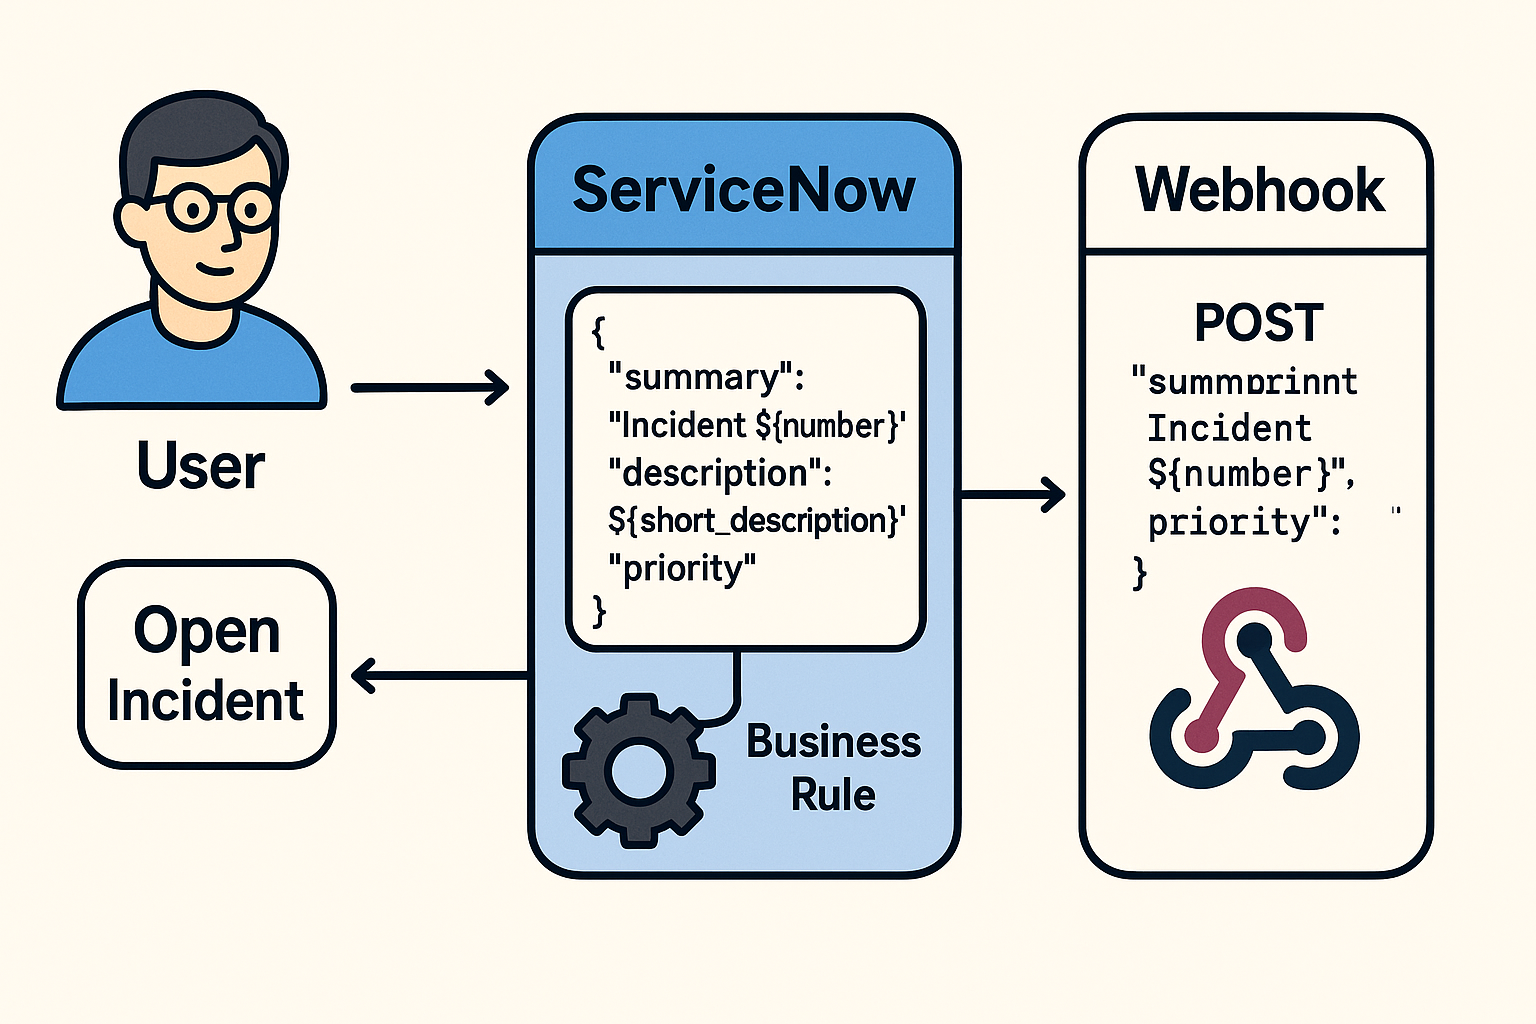 User
Open
Incident
ServiceNow
{
"summary":
"Incident ${number}'
"description":
${short_description}'
"priority"
}
Business
Rule
Webhook
POST
"summprinnt
Incident
${number}",
priority": "
}